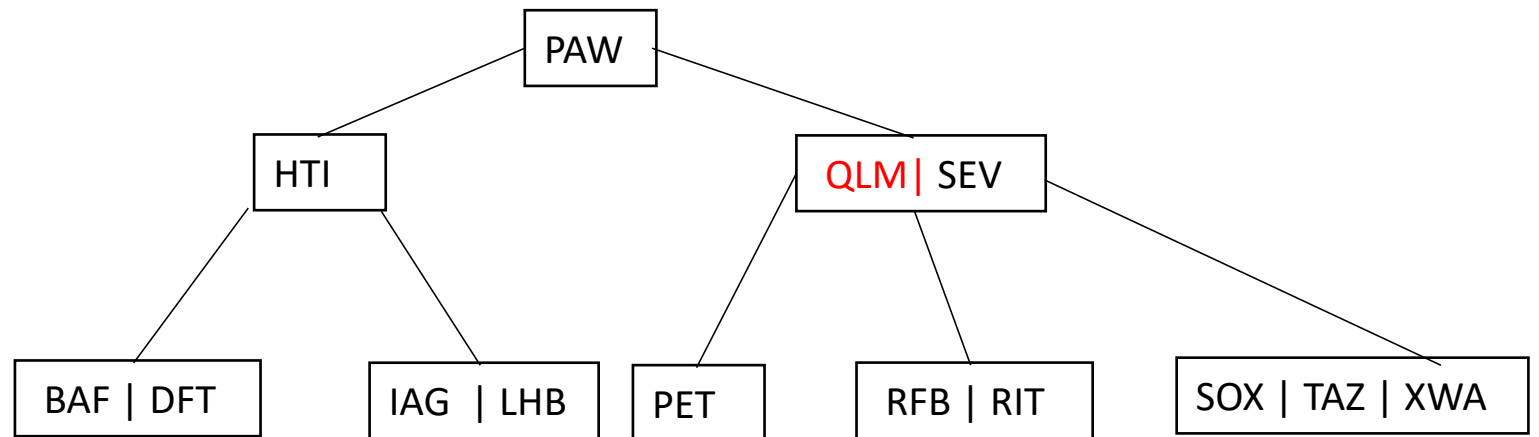 PAW
HTI
QLM| SEV
BAF | DFT
IAG | LHB
PET
RFB | RIT
SOX | TAZ | XWA